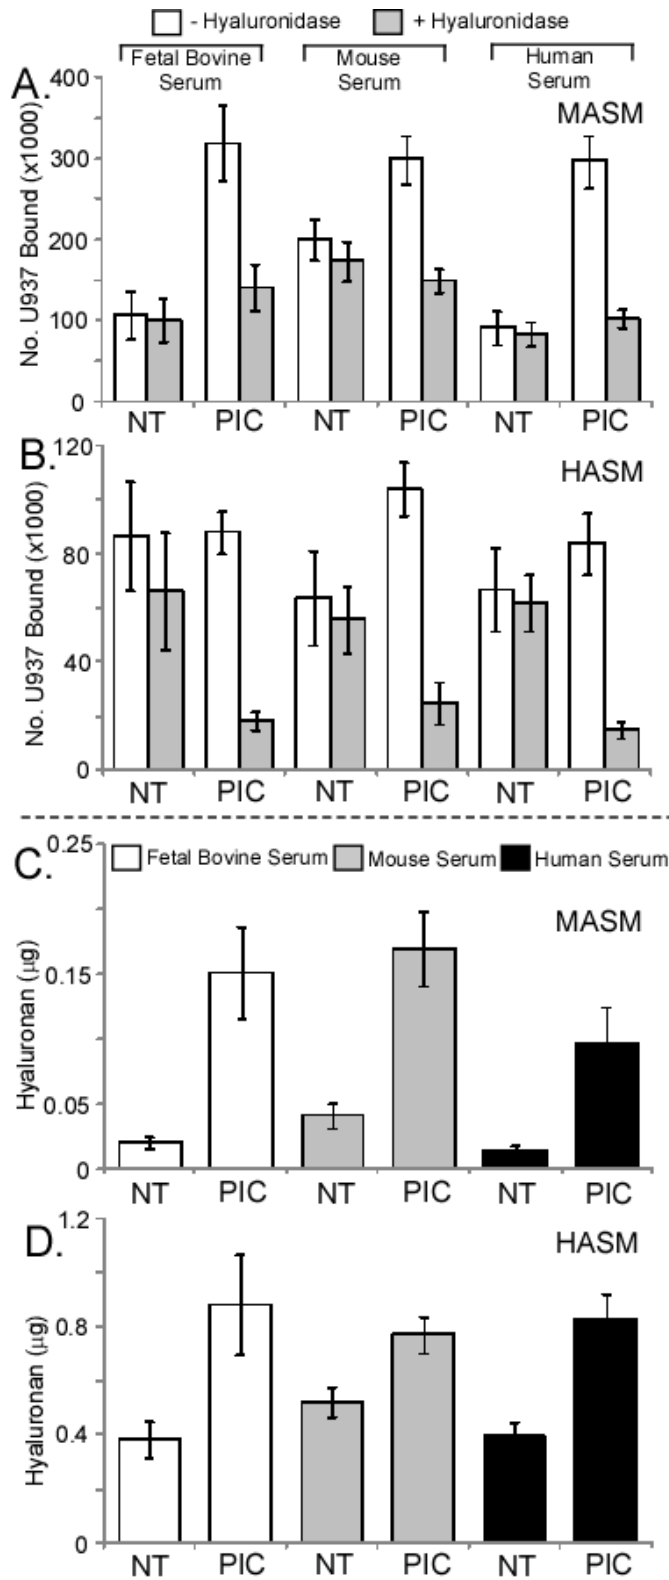 - Hyaluronidase + Hyaluronidase
Fetal Bovine Serum Mouse Serum Human Serum
A.
MASM
No. U937 Bound (x1000)
400
300
200
100
0
NT PIC NT PIC NT PIC
B.
HASM
No. U937 Bound (x1000)
120
80
40
0
NT PIC NT PIC NT PIC
C.
Fetal Bovine Serum Mouse Serum Human Serum
MASM
Hyaluronan (µg)
0.25
0.15
0.05
0
NT PIC NT PIC NT PIC
D.
HASM
Hyaluronan (µg)
1.2
0.8
0.4
0
NT PIC NT PIC NT PIC